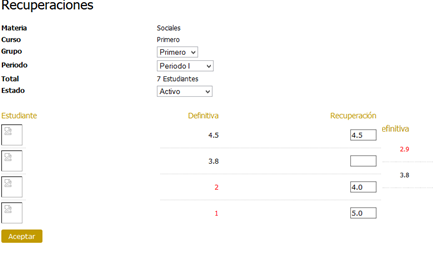 Recuperaciones
Materia Sociales
Curso Primero
Grupo Primero
Periodo Periodo I
Total 7 Estudiantes
Estado Activo
Estudiante Definitiva Recuperación efinitiva
4.5 4.5
2.9
3.8
3.8
2 4.0
1 5.0
Aceptar